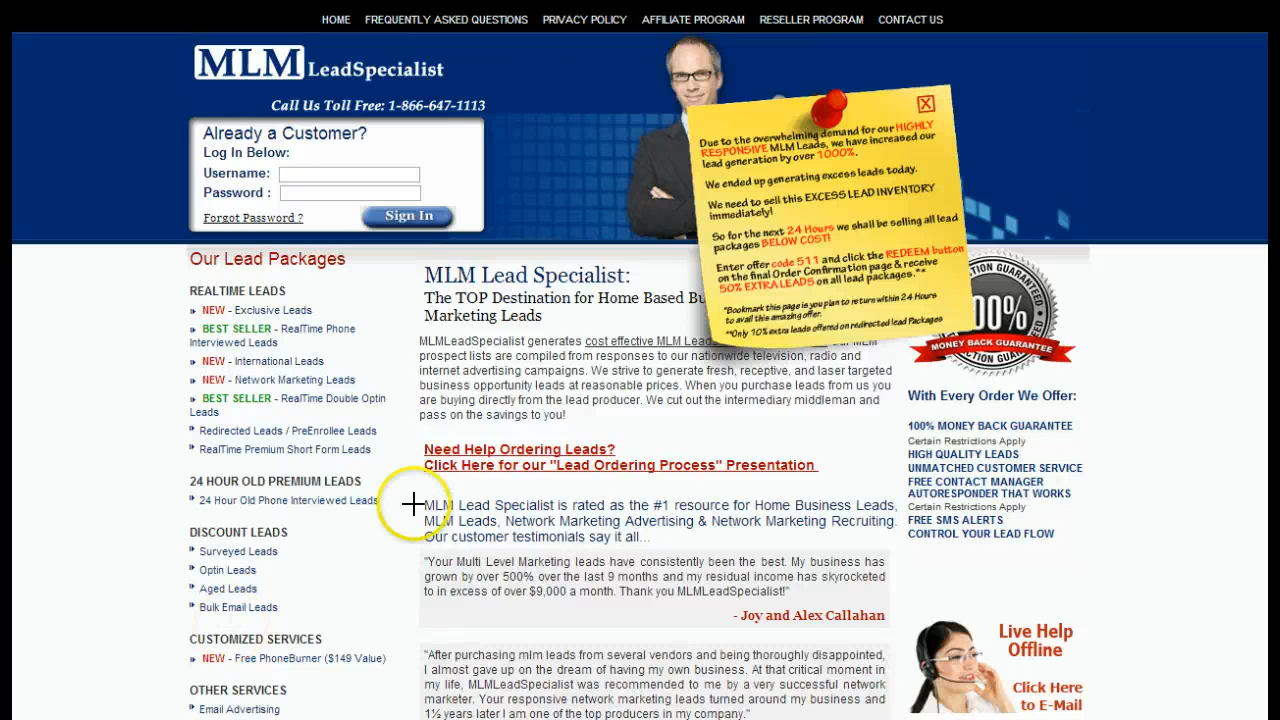 HOME FREQUENTLY ASKED QUESTIONS PRIVACY POLICY AFFILIATE PROGRAM RESELLER PROGRAM CONTACT US
MLM LeadSpecialist
Call Us Toll Free: 1-866-647-1113
Already a Customer?
Log In Below:
Username:
Password :
Forgot Password ?
Sign In
X
Due to the overwhelming demand for our HIGHLY
RESPONSIVE MLM Leads, we have increased our
lead generation by over 1000%.
We ended up generating excess leads today.
We need to sell this EXCESS LEAD INVENTORY
immediately!
So for the next 24 Hours we shall be selling all lead
packages BELOW COST!
Enter offer code 511 and click the REDEEM button
on the final Order Confirmation page & receive
50% EXTRA LEADS on all lead packages.**
*Bookmark this page is you plan to return within 24 Hours
to avail this amazing offer.
**Only 10% extra leads offered on redirected lead Packages
Our Lead Packages
REALTIME LEADS
NEW - Exclusive Leads
BEST SELLER - RealTime Phone
Interviewed Leads
NEW - International Leads
NEW - Network Marketing Leads
BEST SELLER - RealTime Double Optin
Leads
Redirected Leads / PreEnrollee Leads
RealTime Premium Short Form Leads
24 HOUR OLD PREMIUM LEADS
24 Hour Old Phone Interviewed Leads
DISCOUNT LEADS
Surveyed Leads
Optin Leads
Aged Leads
Bulk Email Leads
CUSTOMIZED SERVICES
NEW - Free PhoneBurner ($149 Value)
OTHER SERVICES
Email Advertising
MLM Lead Specialist:
The TOP Destination for Home Based Bu
Marketing Leads
MLMLeadSpecialist generates cost effective MLM Leads. Our MLM
prospect lists are compiled from responses to our nationwide television, radio and
internet advertising campaigns. We strive to generate fresh, receptive, and laser targeted
business opportunity leads at reasonable prices. When you purchase leads from us you
are buying directly from the lead producer. We cut out the intermediary middleman and
pass on the savings to you!
Need Help Ordering Leads?
Click Here for our "Lead Ordering Process" Presentation
MLM Lead Specialist is rated as the #1 resource for Home Business Leads,
MLM Leads, Network Marketing Advertising & Network Marketing Recruiting.
Our customer testimonials say it all...
"Your Multi Level Marketing leads have consistently been the best. My business has
grown by over 500% over the last 9 months and my residual income has skyrocketed
to in excess of over $9,000 a month. Thank you MLMLeadSpecialist!"
- Joy and Alex Callahan
"After purchasing mlm leads from several vendors and being thoroughly disappointed,
I almost gave up on the dream of having my own business. At that critical moment in
my life, MLMLeadSpecialist was recommended to me by a very successful network
marketer. Your responsive network marketing leads turned around my business and
1½ years later I am one of the top producers in my company."
100%
MONEY BACK GUARANTEE
With Every Order We Offer:
100% MONEY BACK GUARANTEE
Certain Restrictions Apply
HIGH QUALITY LEADS
UNMATCHED CUSTOMER SERVICE
FREE CONTACT MANAGER
AUTORESPONDER THAT WORKS
Certain Restrictions Apply
FREE SMS ALERTS
CONTROL YOUR LEAD FLOW
Live Help
Offline
Click Here
to E-Mail